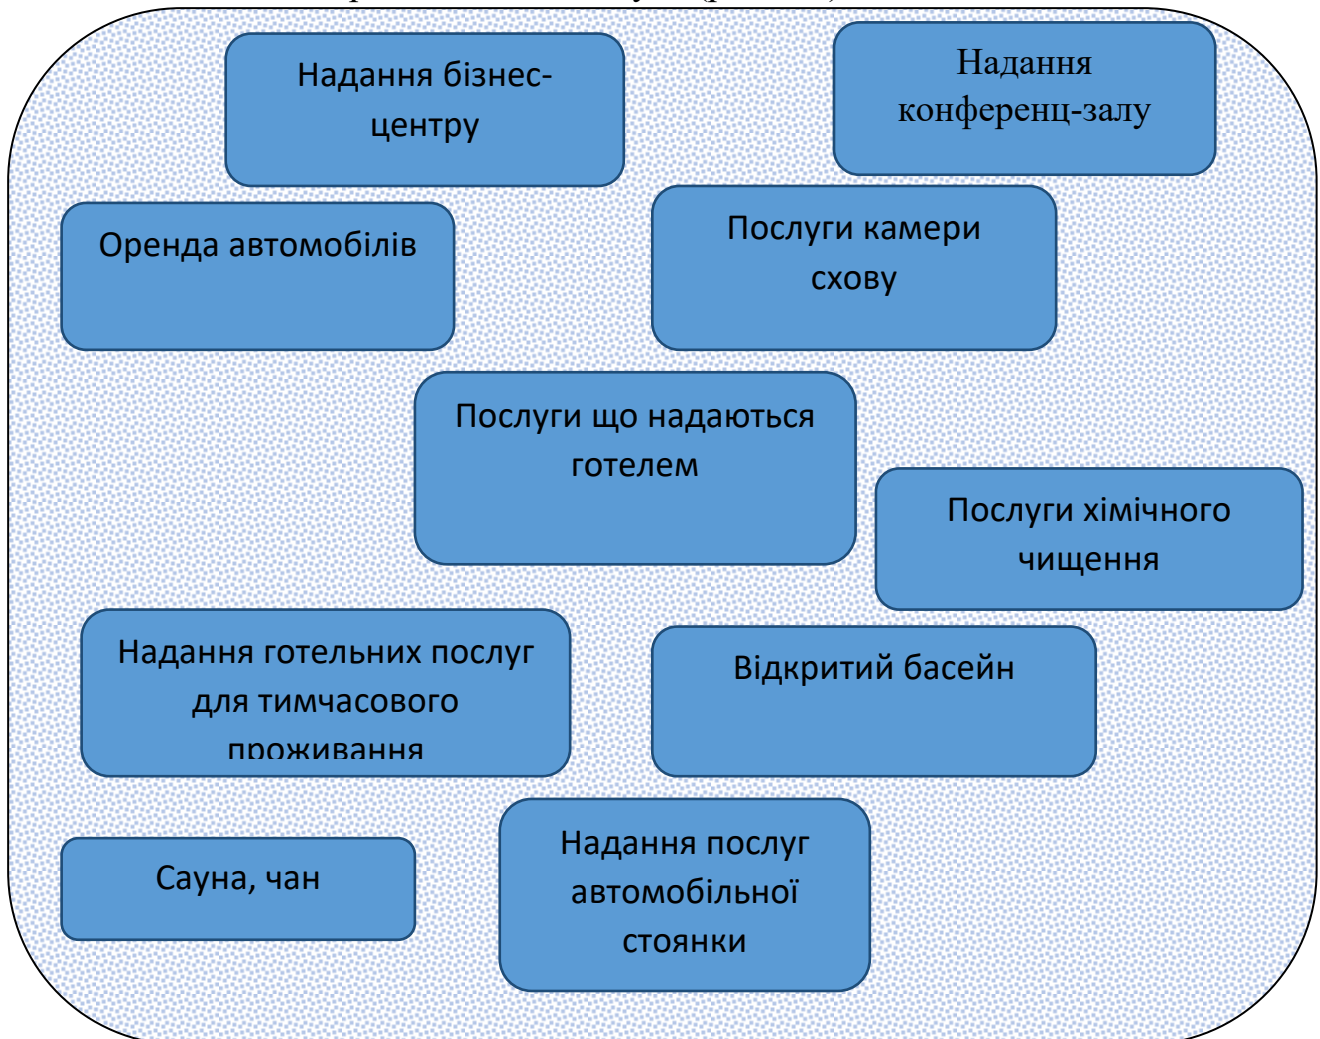 Надання бізнес-
центру
Надання
конференц-залу
Оренда автомобілів
Послуги камери
схову
Послуги що надаються
готелем
Послуги хімічного
чищення
Надання готельних послуг
для тимчасового
проживання
Відкритий басейн
Сауна, чан
Надання послуг
автомобільної
стоянки